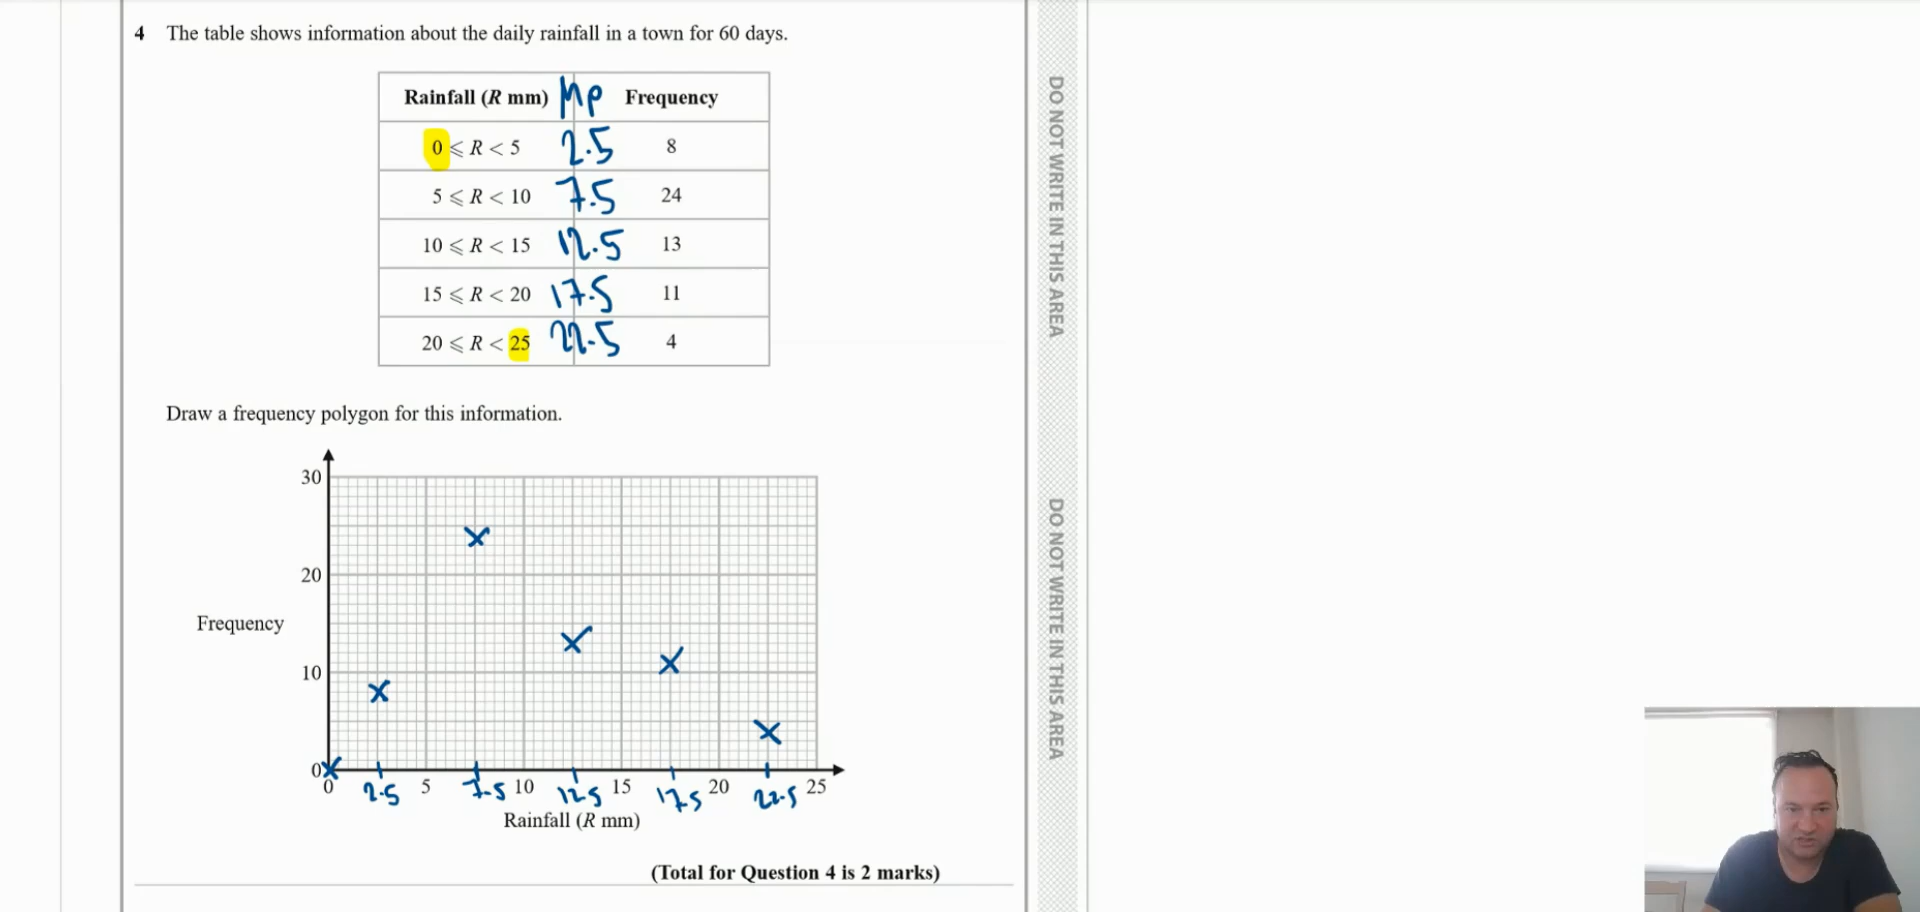 4 The table shows information about the daily rainfall in a town for 60 days.
Rainfall (R mm) Mp Frequency
0 ⩽ R < 5 2.5 8
5 ⩽ R < 10 7.5 24
10 ⩽ R < 15 12.5 13
15 ⩽ R < 20 17.5 11
20 ⩽ R < 25 22.5 4
Draw a frequency polygon for this information.
30
20
Frequency
10
0
0 2.5 5 7.5 10 12.5 15 17.5 20 22.5 25
Rainfall (R mm)
(Total for Question 4 is 2 marks)
DO NOT WRITE IN THIS AREA
DO NOT WRITE IN THIS AREA